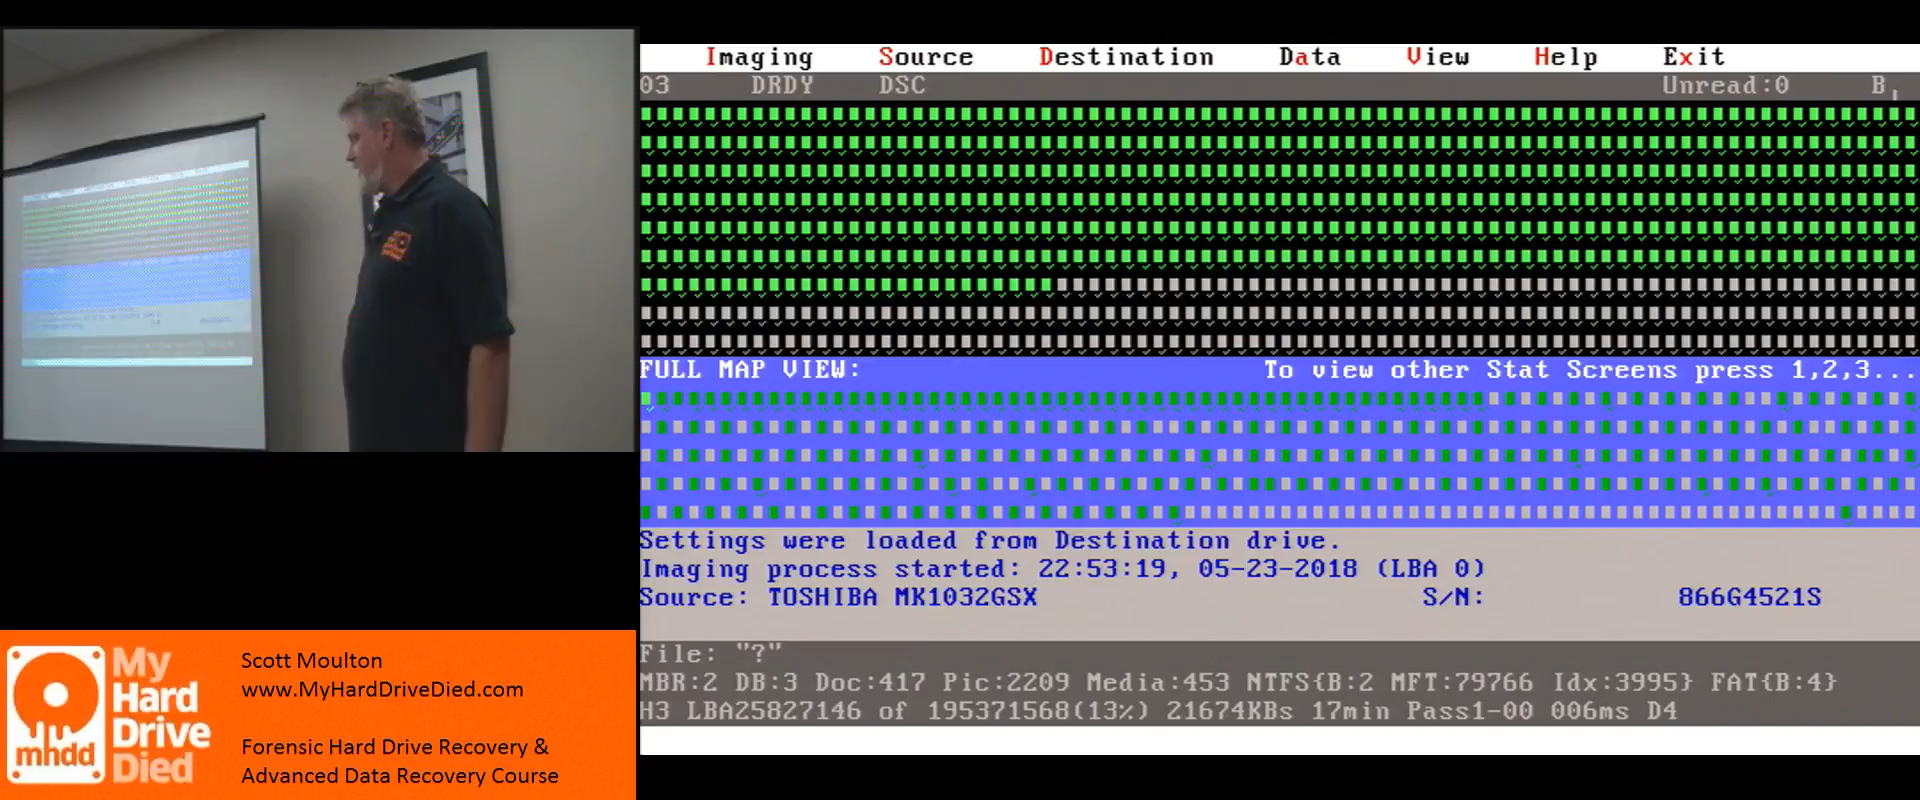 Imaging Source Destination Data View Help Exit
03 DRDY DSC Unread:0 B
FULL MAP VIEW: To view other Stat Screens press 1,2,3...
Settings were loaded from Destination drive.
Imaging process started: 22:53:19, 05-23-2018 (LBA 0)
Source: TOSHIBA MK1032GSX S/N: 866G4521S
File: "?"
MBR:2 DB:3 Doc:417 Pic:2209 Media:453 NTFS{B:2 MFT:79766 Idx:3995} FAT{B:4}
H3 LBA25827146 of 195371568(13%) 21674KBs 17min Pass1-00 006ms D4
My
Hard
Drive
Died
mhdd
Scott Moulton
www.MyHardDriveDied.com
Forensic Hard Drive Recovery &
Advanced Data Recovery Course